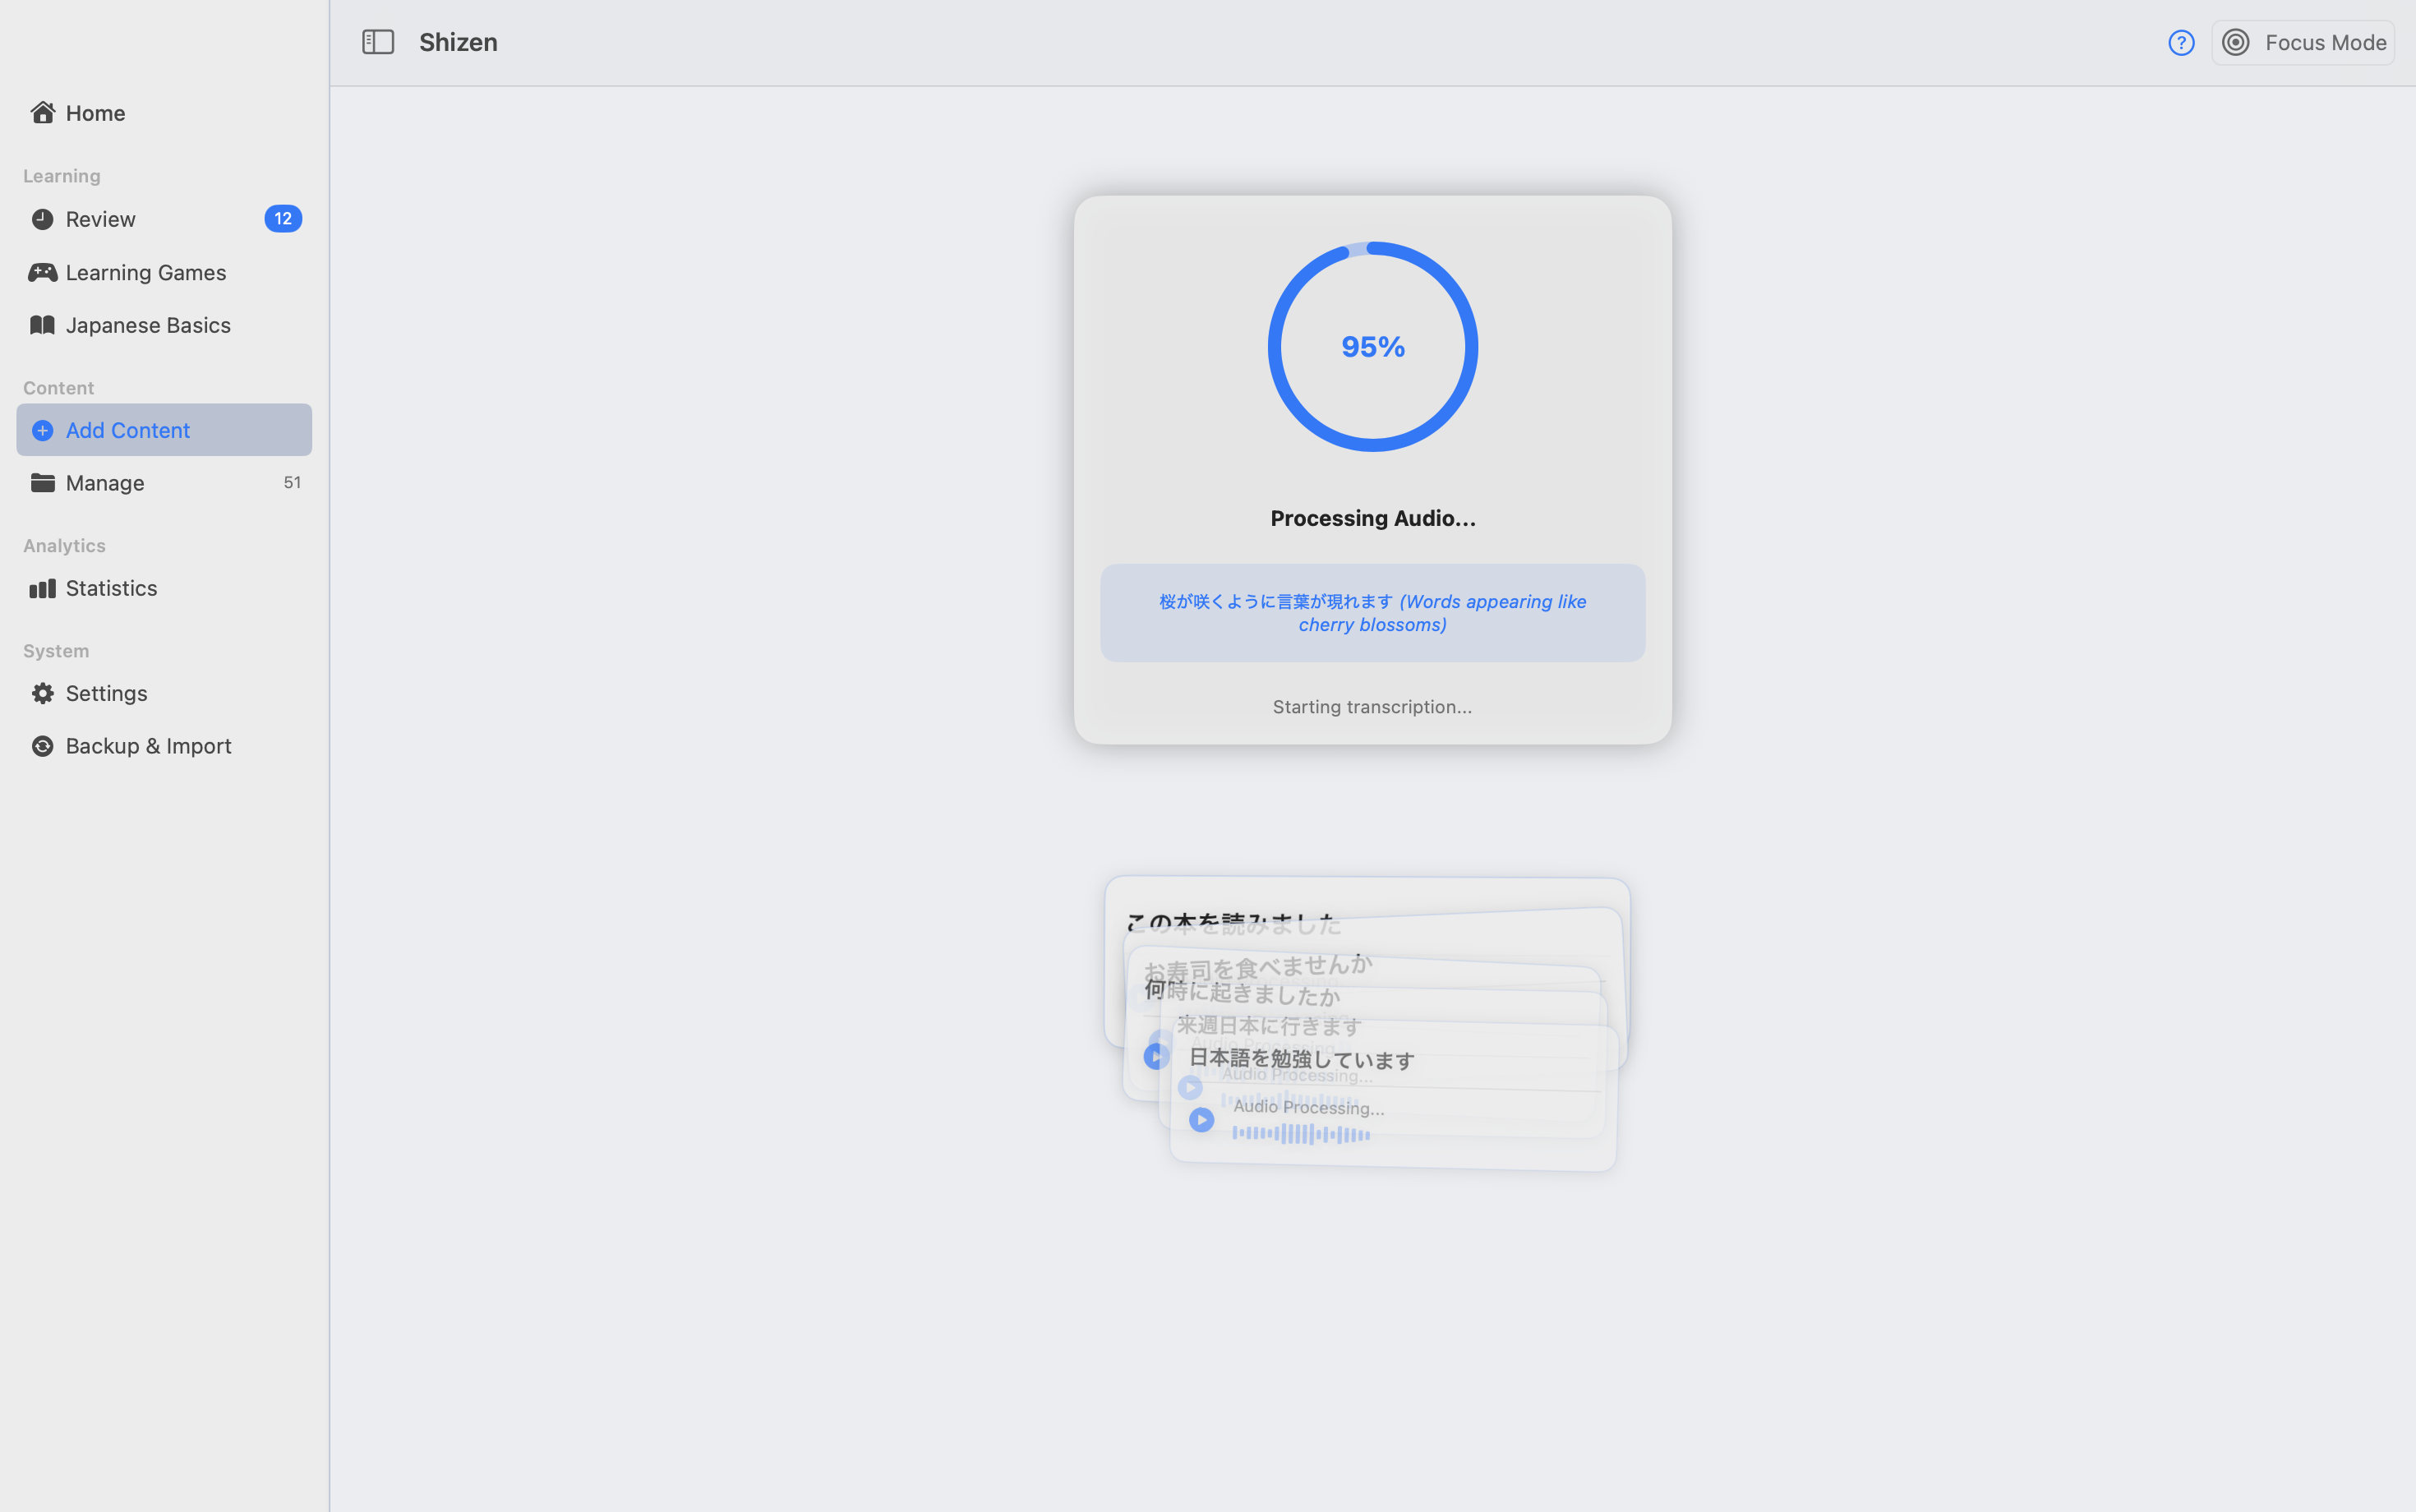 Shizen
Focus Mode
Home
Learning
Review
12
Learning Games
Japanese Basics
Content
Add Content
Manage
51
Analytics
Statistics
System
Settings
Backup & Import
95%
Processing Audio...
桜が咲くように言葉が現れます (Words appearing like
cherry blossoms)
Starting transcription...
この本を読みました
お寿司を食べませんか
何時に起きましたか
来週日本に行きます
Audio Processing...
日本語を勉強しています
Audio Processing...
Audio Processing...